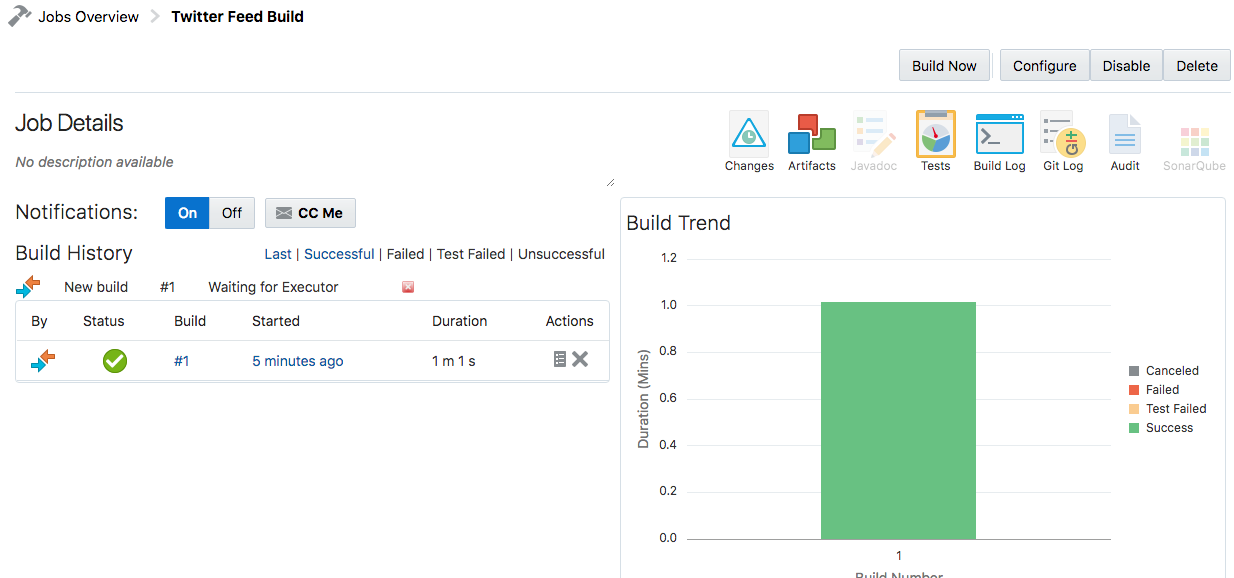 Jobs Overview Twitter Feed Build
Build Now Configure Disable Delete
Job Details
No description available
Changes Artifacts Javadoc Tests Build Log Git Log Audit SonarQube
Notifications: On Off CC Me
Build History Last | Successful | Failed | Test Failed | Unsuccessful
New build #1 Waiting for Executor
By Status Build Started Duration Actions
#1 5 minutes ago 1 m 1 s
Build Trend
1.2
1.0
0.8
0.6
0.4
0.2
0.0
Duration (Mins)
1
Build Number
Canceled
Failed
Test Failed
Success